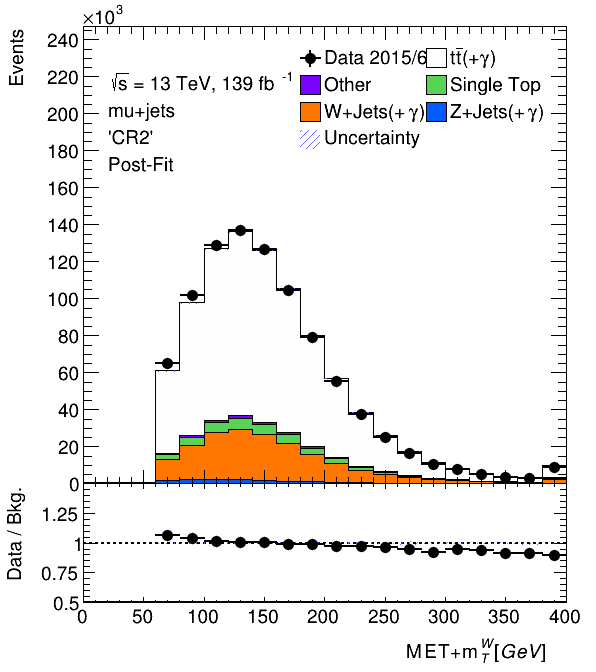 ×10³
Events
240
220
200
180
160
140
120
100
80
60
40
20
0
√s = 13 TeV, 139 fb⁻¹
mu+jets
'CR2'
Post-Fit
Data 2015/6 tt̄(+γ)
Other Single Top
W+Jets(+γ) Z+Jets(+γ)
Uncertainty
Data / Bkg.
1.25
1
0.75
0.5
0 50 100 150 200 250 300 350 400
MET+m_T^W[GeV]